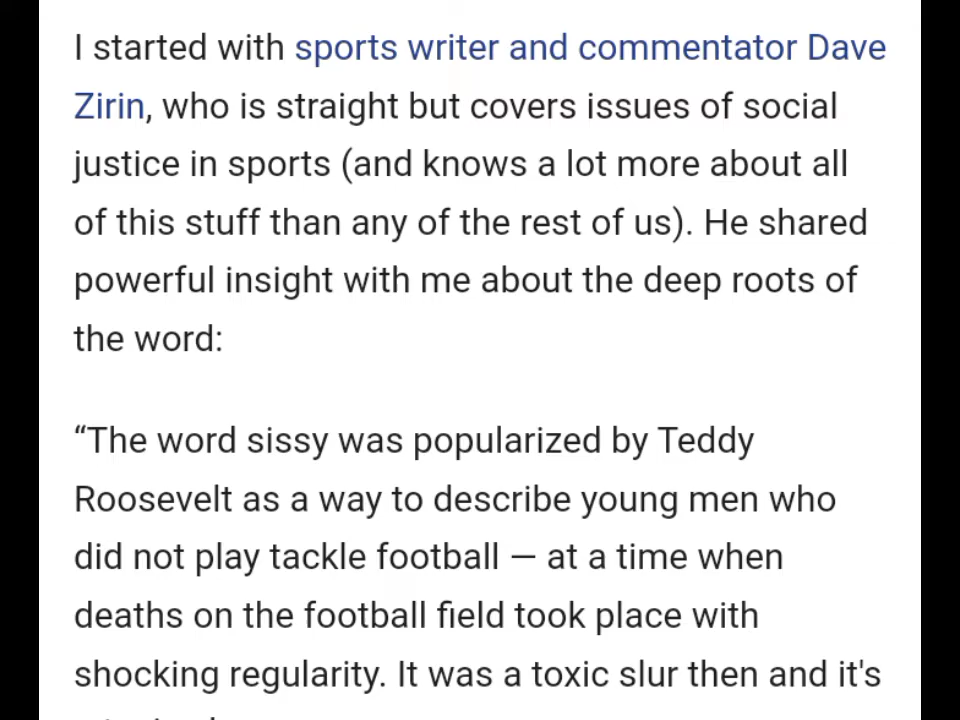 I started with sports writer and commentator Dave
Zirin, who is straight but covers issues of social
justice in sports (and knows a lot more about all
of this stuff than any of the rest of us). He shared
powerful insight with me about the deep roots of
the word:
“The word sissy was popularized by Teddy
Roosevelt as a way to describe young men who
did not play tackle football — at a time when
deaths on the football field took place with
shocking regularity. It was a toxic slur then and it's